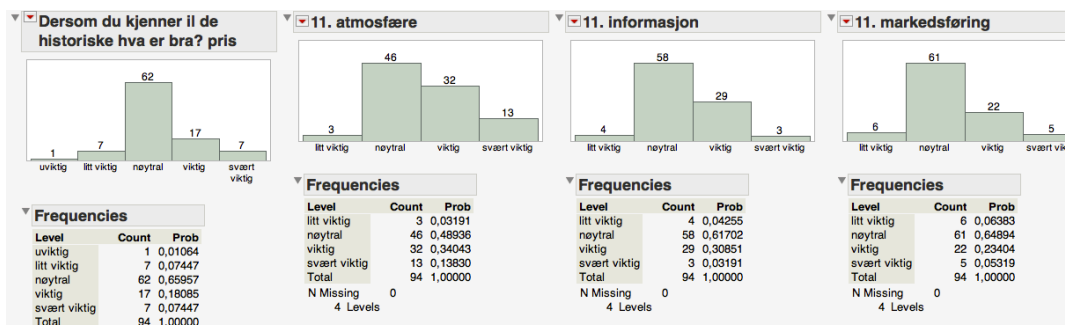 Dersom du kjenner il de
historiske hva er bra? pris
62
17
7
7
1
uviktig litt viktig nøytral viktig svært
viktig
Frequencies
Level Count Prob
uviktig 1 0,01064
litt viktig 7 0,07447
nøytral 62 0,65957
viktig 17 0,18085
svært viktig 7 0,07447
Total 94 1,00000
11. atmosfære
46
32
13
3
litt viktig nøytral viktig svært viktig
Frequencies
Level Count Prob
litt viktig 3 0,03191
nøytral 46 0,48936
viktig 32 0,34043
svært viktig 13 0,13830
Total 94 1,00000
N Missing 0
4 Levels
11. informasjon
58
29
4
3
litt viktig nøytral viktig svært viktig
Frequencies
Level Count Prob
litt viktig 4 0,04255
nøytral 58 0,61702
viktig 29 0,30851
svært viktig 3 0,03191
Total 94 1,00000
N Missing 0
4 Levels
11. markedsføring
61
22
6
5
litt viktig nøytral viktig svært vikt
Frequencies
Level Count Prob
litt viktig 6 0,06383
nøytral 61 0,64894
viktig 22 0,23404
svært viktig 5 0,05319
Total 94 1,00000
N Missing 0
4 Levels